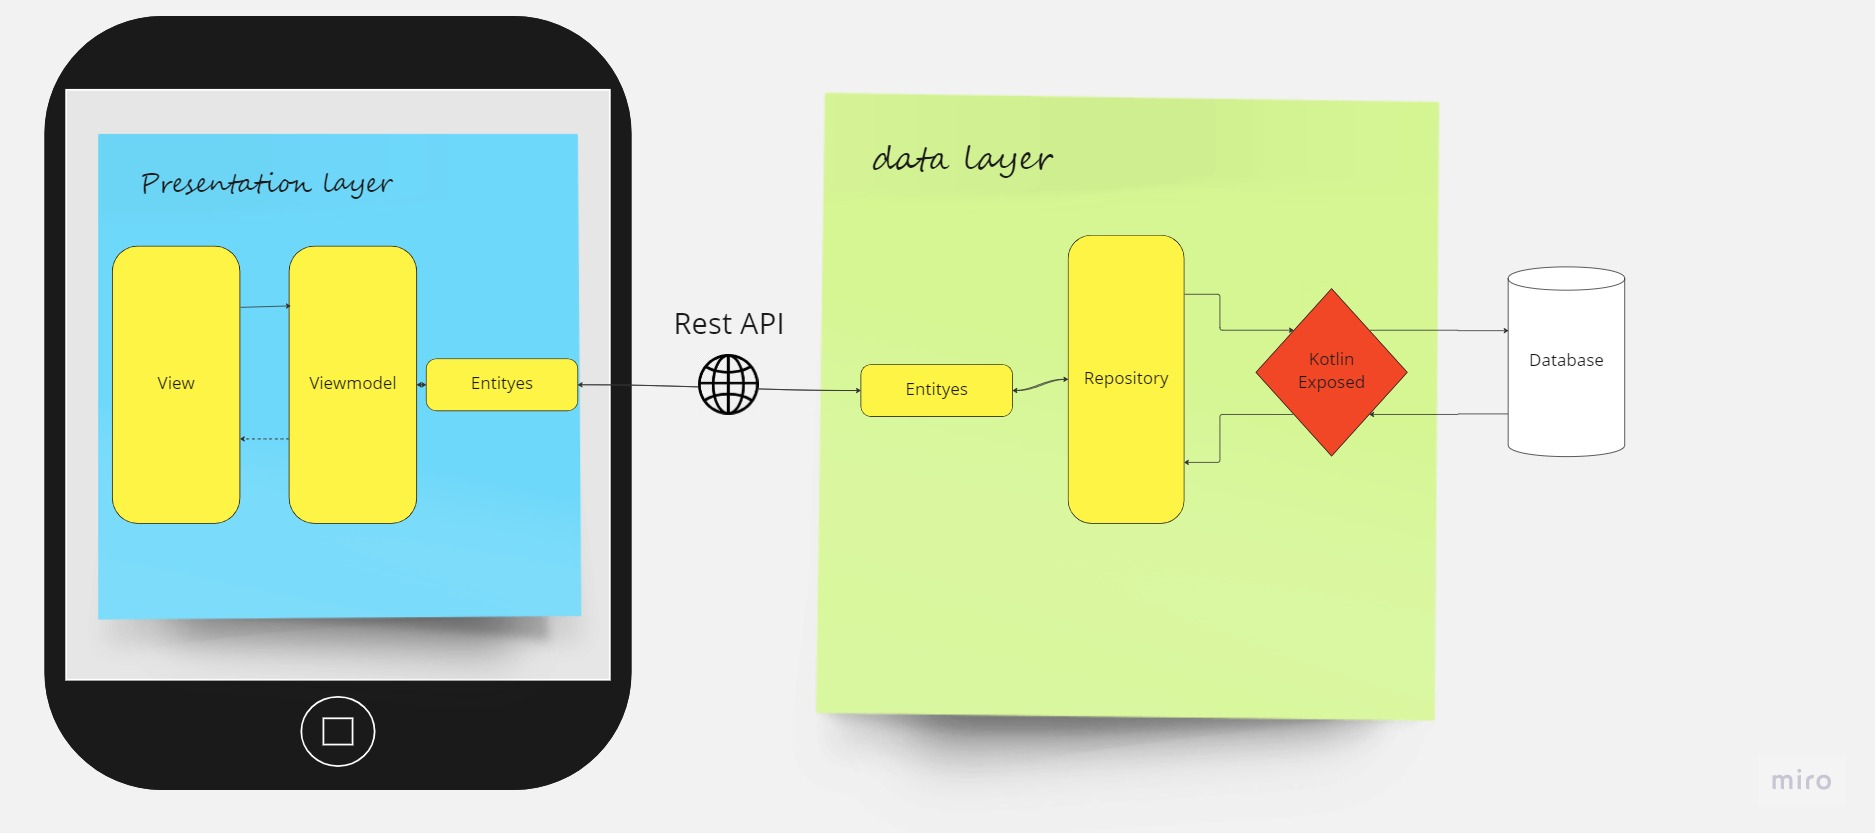 Presentation layer
View
Viewmodel
Entityes
Rest API
data layer
Entityes
Repository
Kotlin
Exposed
Database
miro